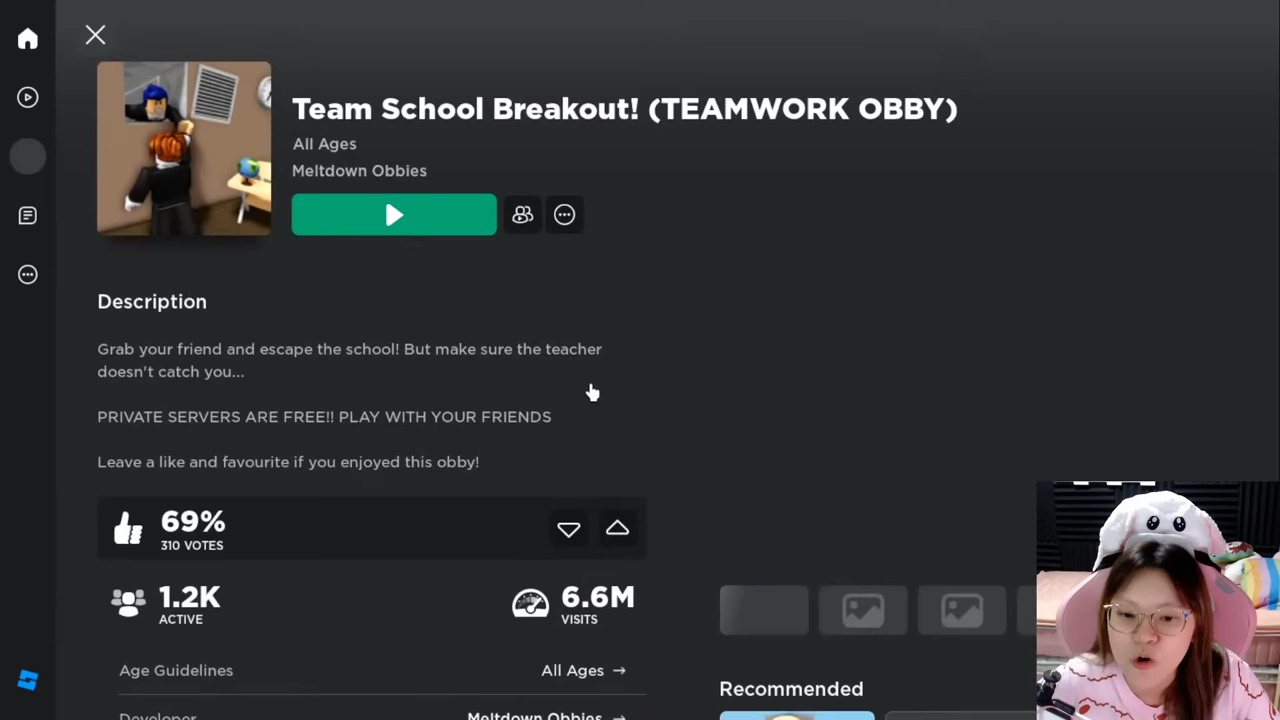 Team School Breakout! (TEAMWORK OBBY)
All Ages
Meltdown Obbies
Description
Grab your friend and escape the school! But make sure the teacher
doesn't catch you...
PRIVATE SERVERS ARE FREE!! PLAY WITH YOUR FRIENDS
Leave a like and favourite if you enjoyed this obby!
69%
310 VOTES
1.2K
ACTIVE
6.6M
VISITS
Age Guidelines
All Ages →
Developer
Meltdown Obbies →
Recommended